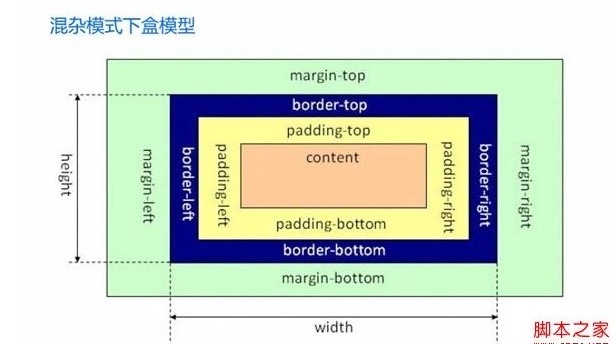 混杂模式下盒模型
margin-top
border-top
padding-top
content
height
margin-left
border-left
padding-left
padding-right
border-right
margin-right
padding-bottom
border-bottom
margin-bottom
width
脚本之家